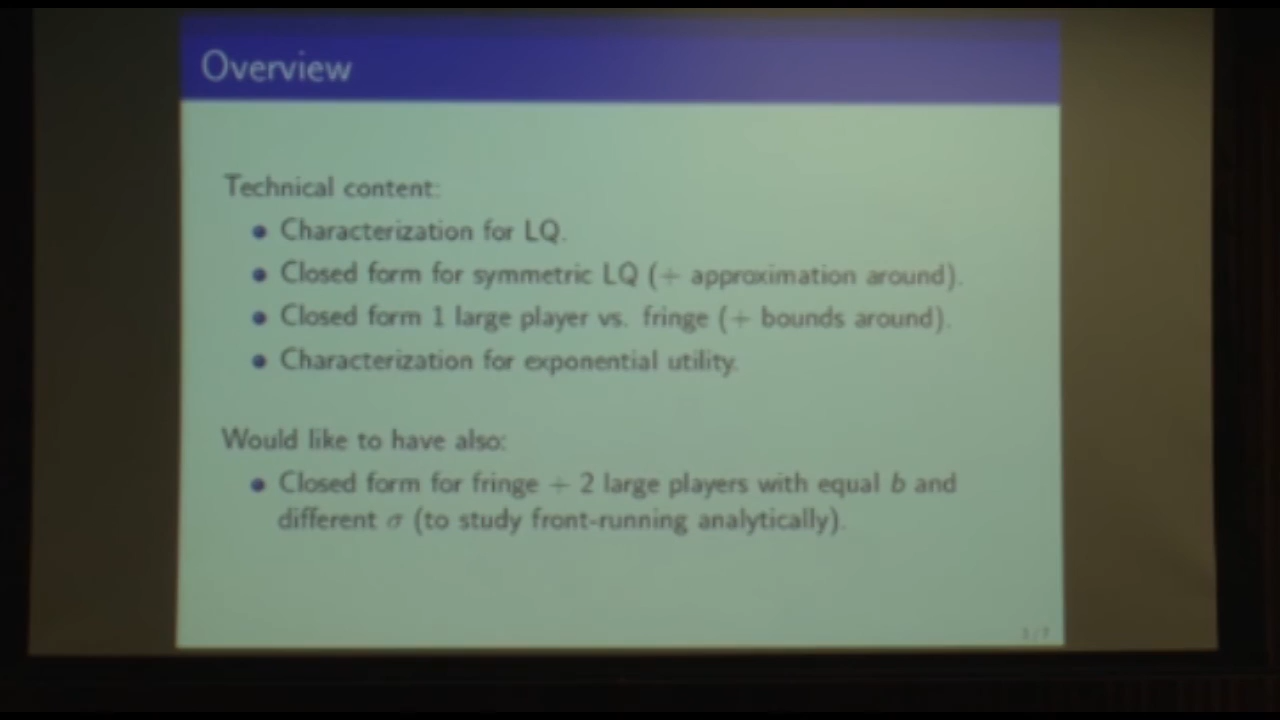 Overview
Technical content:
Characterization for LQ.
Closed form for symmetric LQ (+ approximation around).
Closed form 1 large player vs. fringe (+ bounds around).
Characterization for exponential utility.
Would like to have also:
Closed form for fringe + 2 large players with equal b and
different σ (to study front-running analytically).